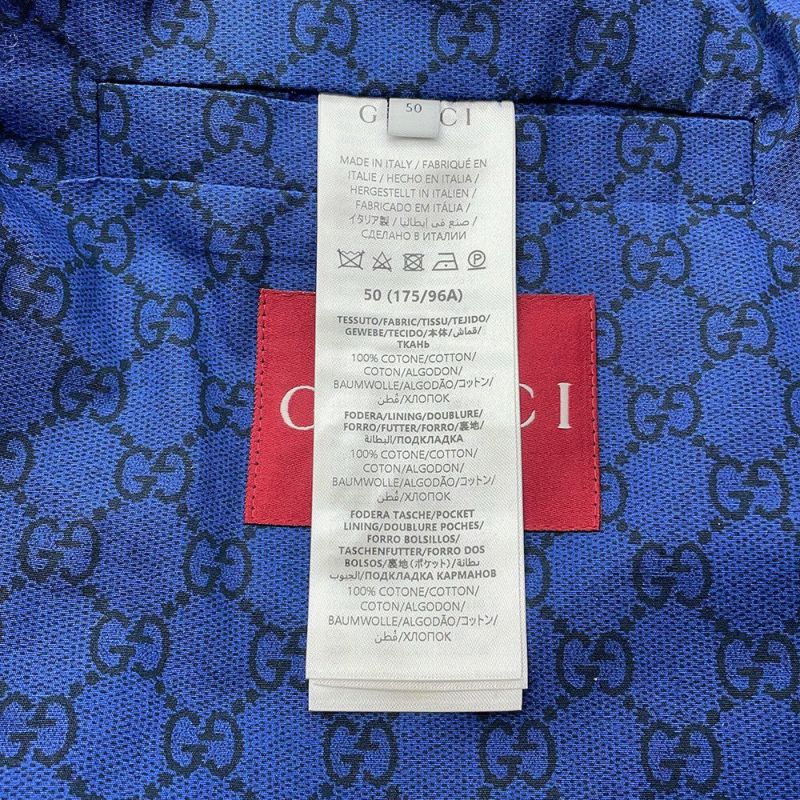 50
G CCI
MADE IN ITALY / FABRIQUÉ EN
ITALIE / HECHO EN ITALIA /
HERGESTELLT IN ITALIEN /
FABRICADO EM ITÁLIA /
イタリア製 / صنع في إيطاليا /
СДЕЛАНО В ИТАЛИИ
50 (175/96A)
TESSUTO/FABRIC/TISSU/TEJIDO/
GEWEBE/TECIDO/本体/قماش/
ТКАНЬ
100% COTONE/COTTON/
COTON/ALGODON/
BAUMWOLLE/ALGODÃO/コットン/
قُطن/ХЛОПОК
FODERA/LINING/DOUBLURE/
FORRO/FUTTER/FORRO/裏地/
البطانة/ПОДКЛАДКА
100% COTONE/COTTON/
COTON/ALGODON/
BAUMWOLLE/ALGODÃO/コットン/
قُطن/ХЛОПОК
FODERA TASCHE/POCKET
LINING/DOUBLURE POCHES/
FORRO BOLSILLOS/
TASCHENFUTTER/FORRO DOS
BOLSOS/裏地(ポケット)/بطانة
الجيوب/ПОДКЛАДКА КАРМАНОВ
100% COTONE/COTTON/
COTON/ALGODON/
BAUMWOLLE/ALGODÃO/コットン/
قُطن/ХЛОПОК
G CI